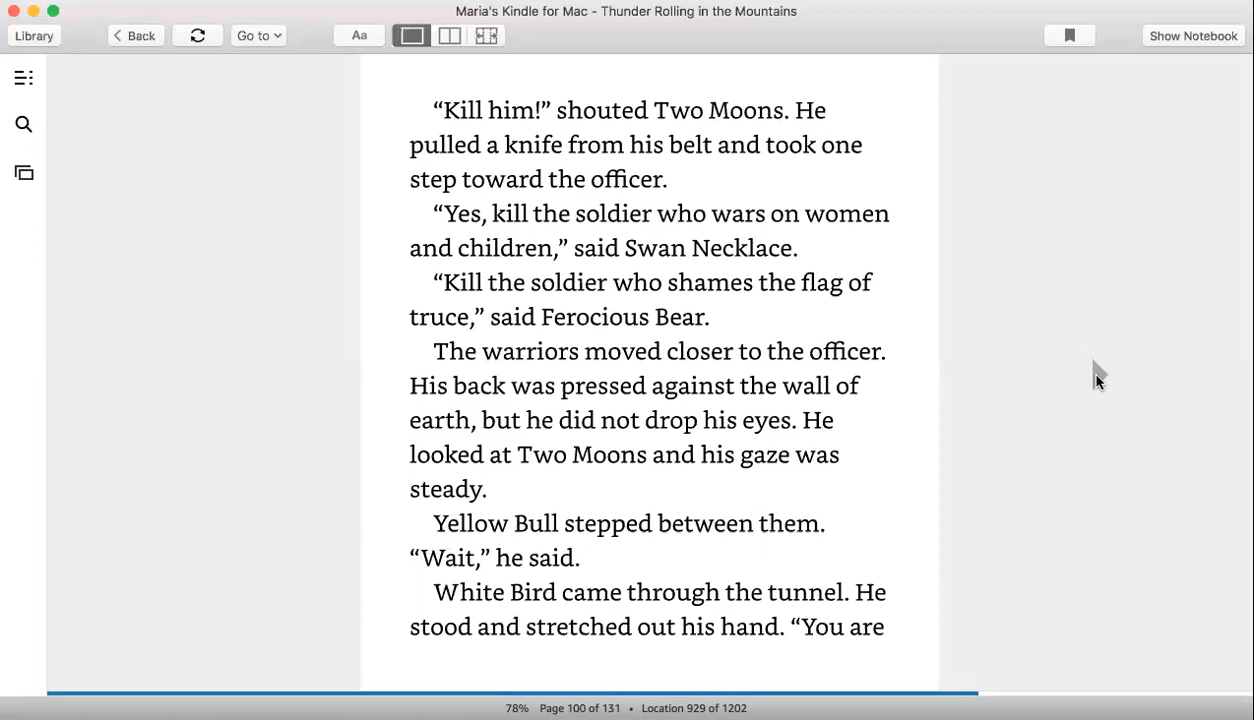 Maria's Kindle for Mac - Thunder Rolling in the Mountains
Library
Back
Go to
Aa
Show Notebook
“Kill him!” shouted Two Moons. He
pulled a knife from his belt and took one
step toward the officer.
“Yes, kill the soldier who wars on women
and children,” said Swan Necklace.
“Kill the soldier who shames the flag of
truce,” said Ferocious Bear.
The warriors moved closer to the officer.
His back was pressed against the wall of
earth, but he did not drop his eyes. He
looked at Two Moons and his gaze was
steady.
Yellow Bull stepped between them.
“Wait,” he said.
White Bird came through the tunnel. He
stood and stretched out his hand. “You are
78% Page 100 of 131 • Location 929 of 1202